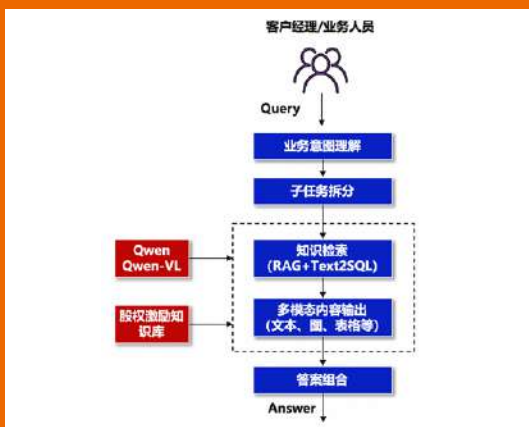 客户经理/业务人员
Query
业务意图理解
子任务拆分
Qwen
Qwen-VL
知识检索
(RAG+Text2SQL)
股权激励知
识库
多模态内容输出
(文本、图、表格等)
答案组合
Answer